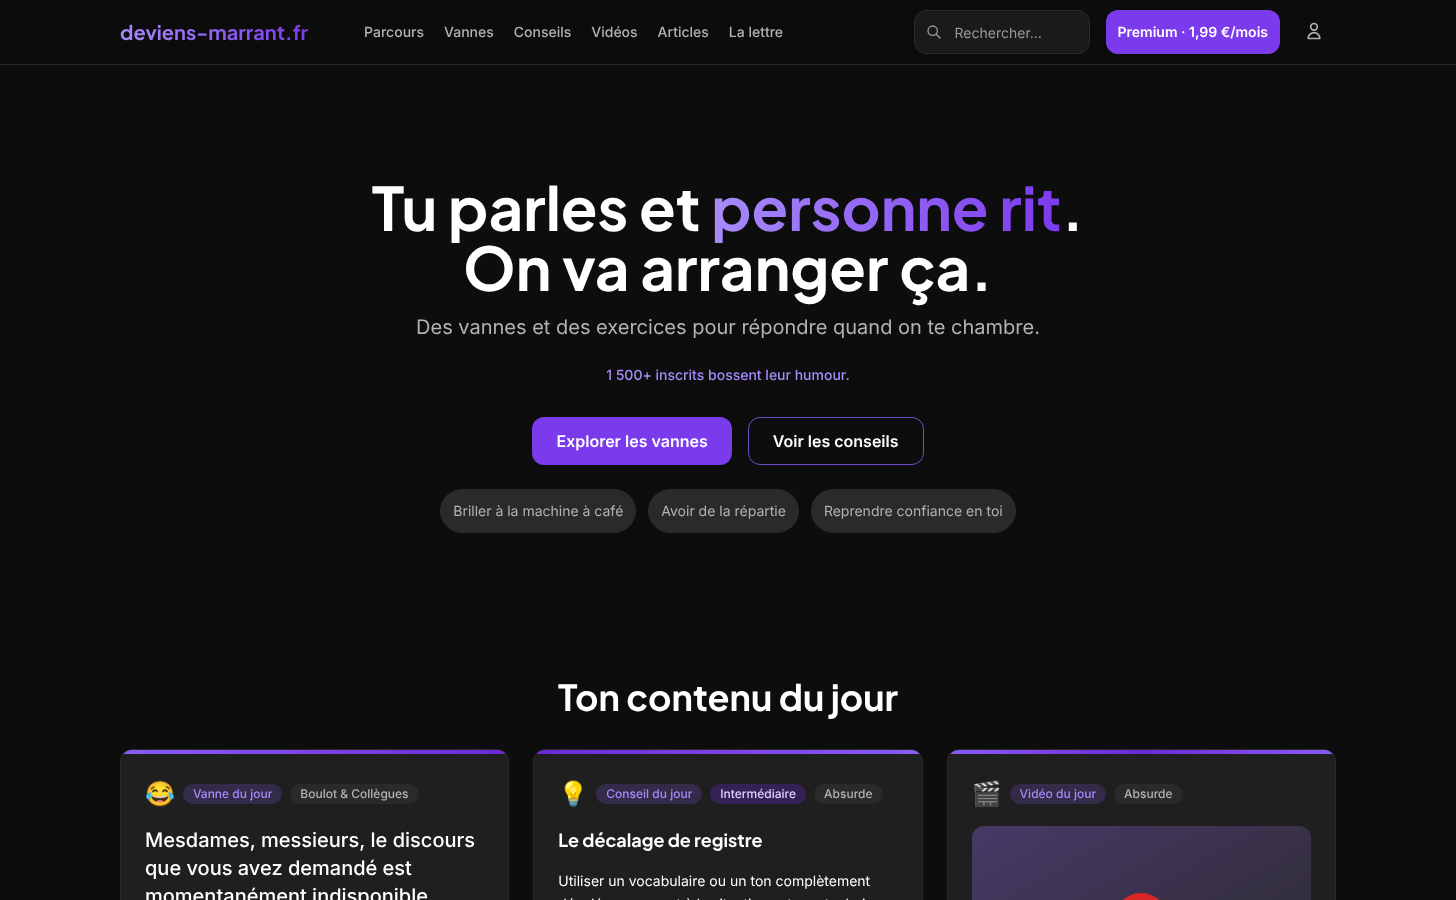 deviens-marrant.fr
Parcours Vannes Conseils Vidéos Articles La lettre
Rechercher...
Premium · 1,99 €/mois
Tu parles et personne rit.
On va arranger ça.
Des vannes et des exercices pour répondre quand on te chambre.
1 500+ inscrits bossent leur humour.
Explorer les vannes
Voir les conseils
Briller à la machine à café
Avoir de la répartie
Reprendre confiance en toi
Ton contenu du jour
Vanne du jour
Boulot & Collègues
Mesdames, messieurs, le discours
que vous avez demandé est
momentanément indisponible
Conseil du jour
Intermédiaire
Absurde
Le décalage de registre
Utiliser un vocabulaire ou un ton complètement
Vidéo du jour
Absurde